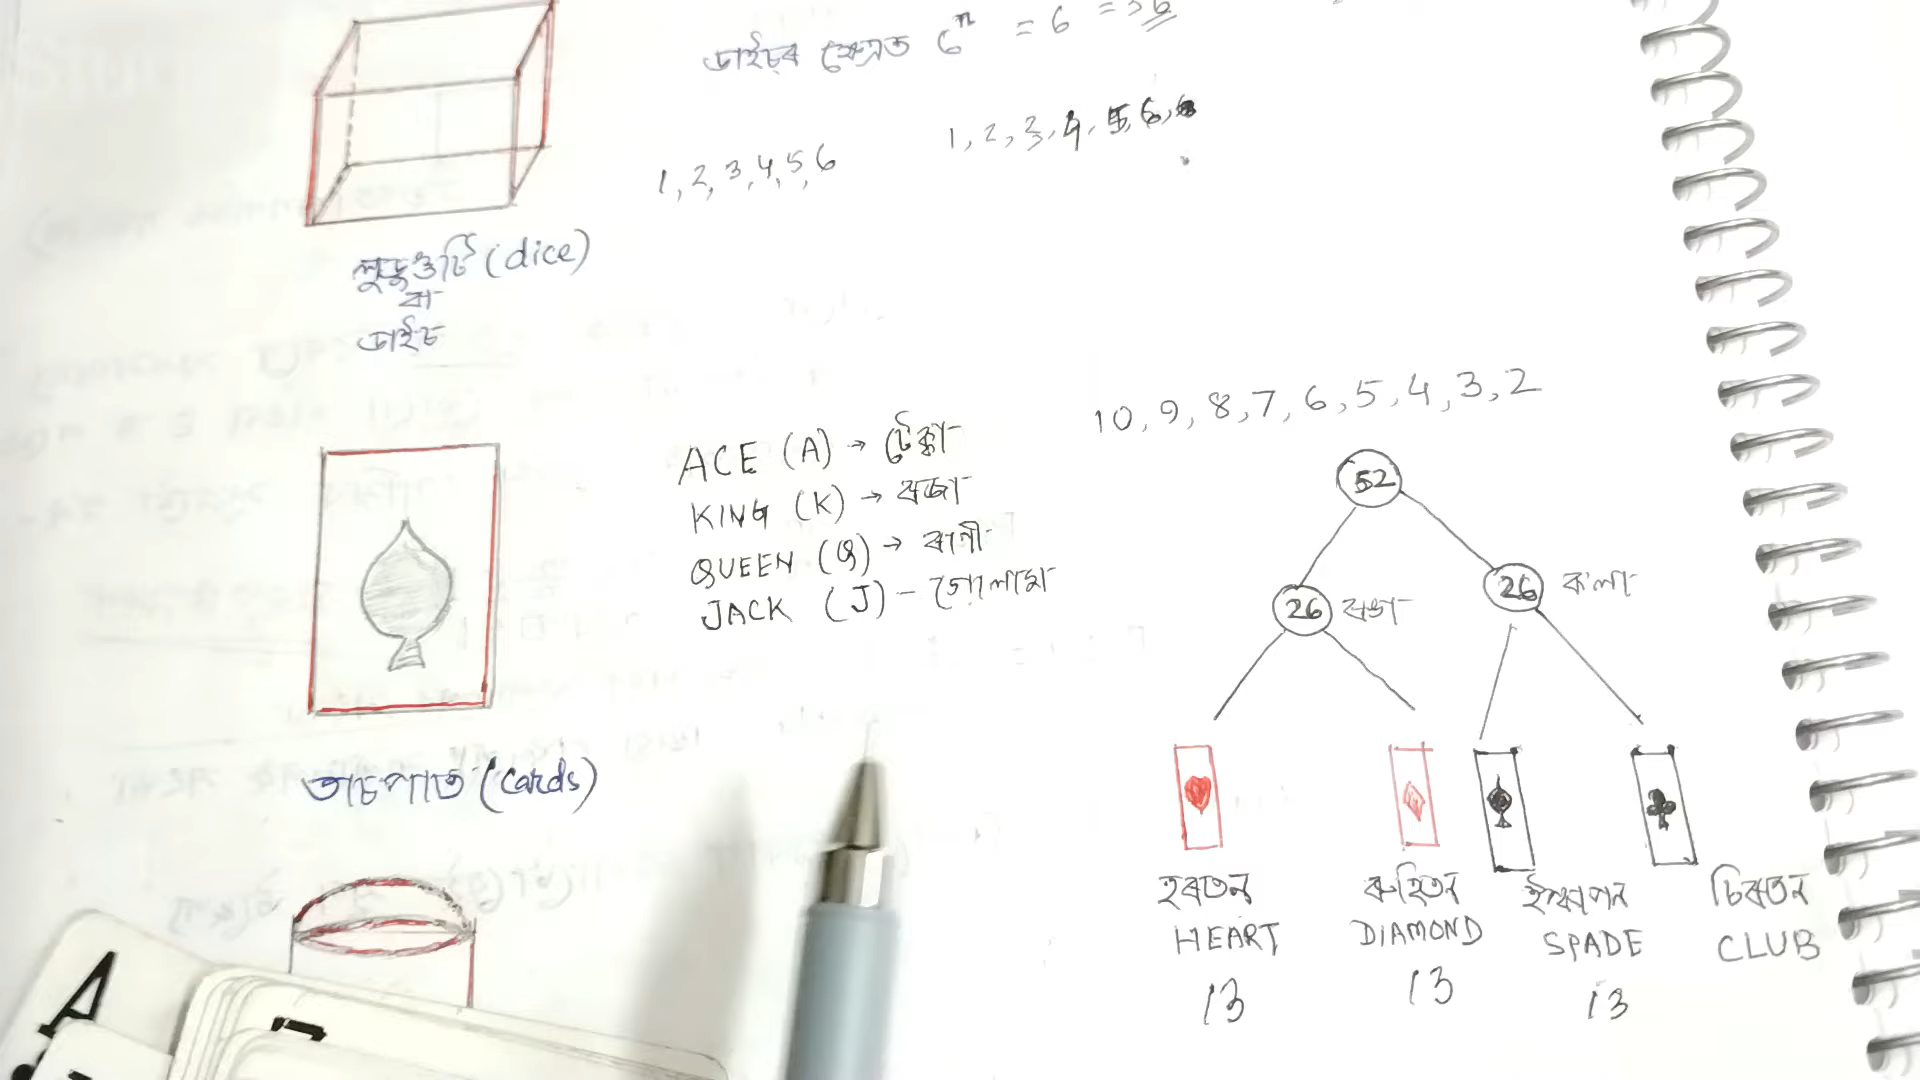 ডাইচৰ ক্ষেত্ৰত 6ⁿ = 6 = 36
1, 2, 3, 4, 5, 6
1, 2, 3, 4, 5, 6,
লুডুগুটি (dice)
বা
ডাইচ
ACE (A) → টেক্কা
KING (K) → ৰজা
QUEEN (Q) → ৰাণী
JACK (J) – গোলাম
তাচপাত (cards)
10, 9, 8, 7, 6, 5, 4, 3, 2
52
26 ৰঙা
26 ক'লা
হৰতন
HEART
13
ৰুহিতন
DIAMOND
13
ইস্কাপন
SPADE
13
চিৰতন
CLUB
A